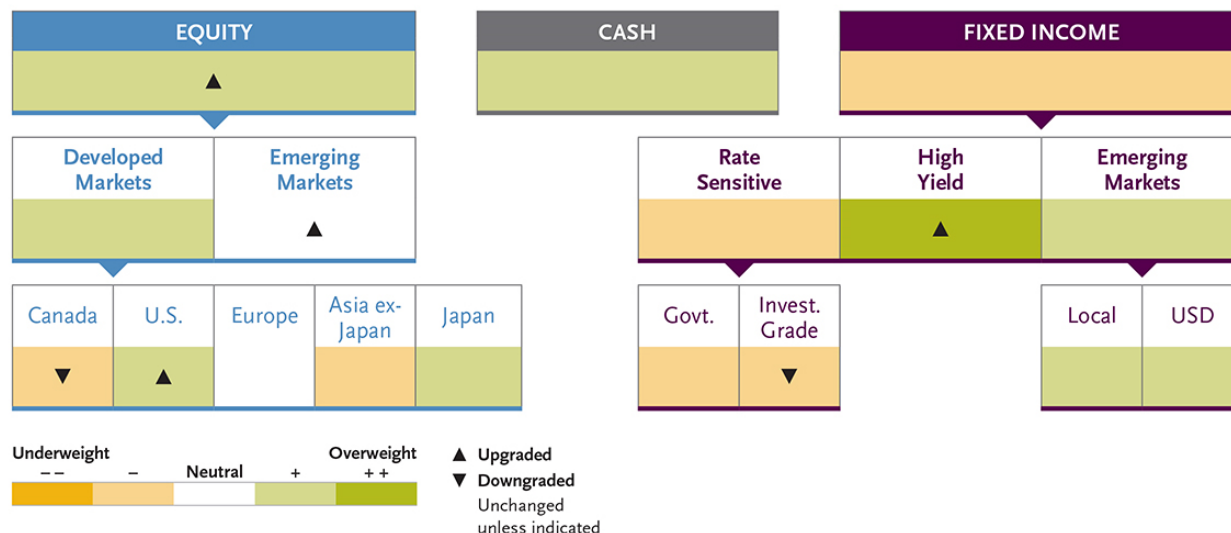 EQUITY
CASH
FIXED INCOME
▲
Developed
Markets
Emerging
Markets
▲
Rate
Sensitive
High
Yield
▲
Emerging
Markets
Canada
▼
U.S.
▲
Europe
Asia ex-
Japan
Japan
Govt.
Invest.
Grade
▼
Local
USD
Underweight
Overweight
– –
–
Neutral
+
+ +
▲ Upgraded
▼ Downgraded
Unchanged
unless indicated